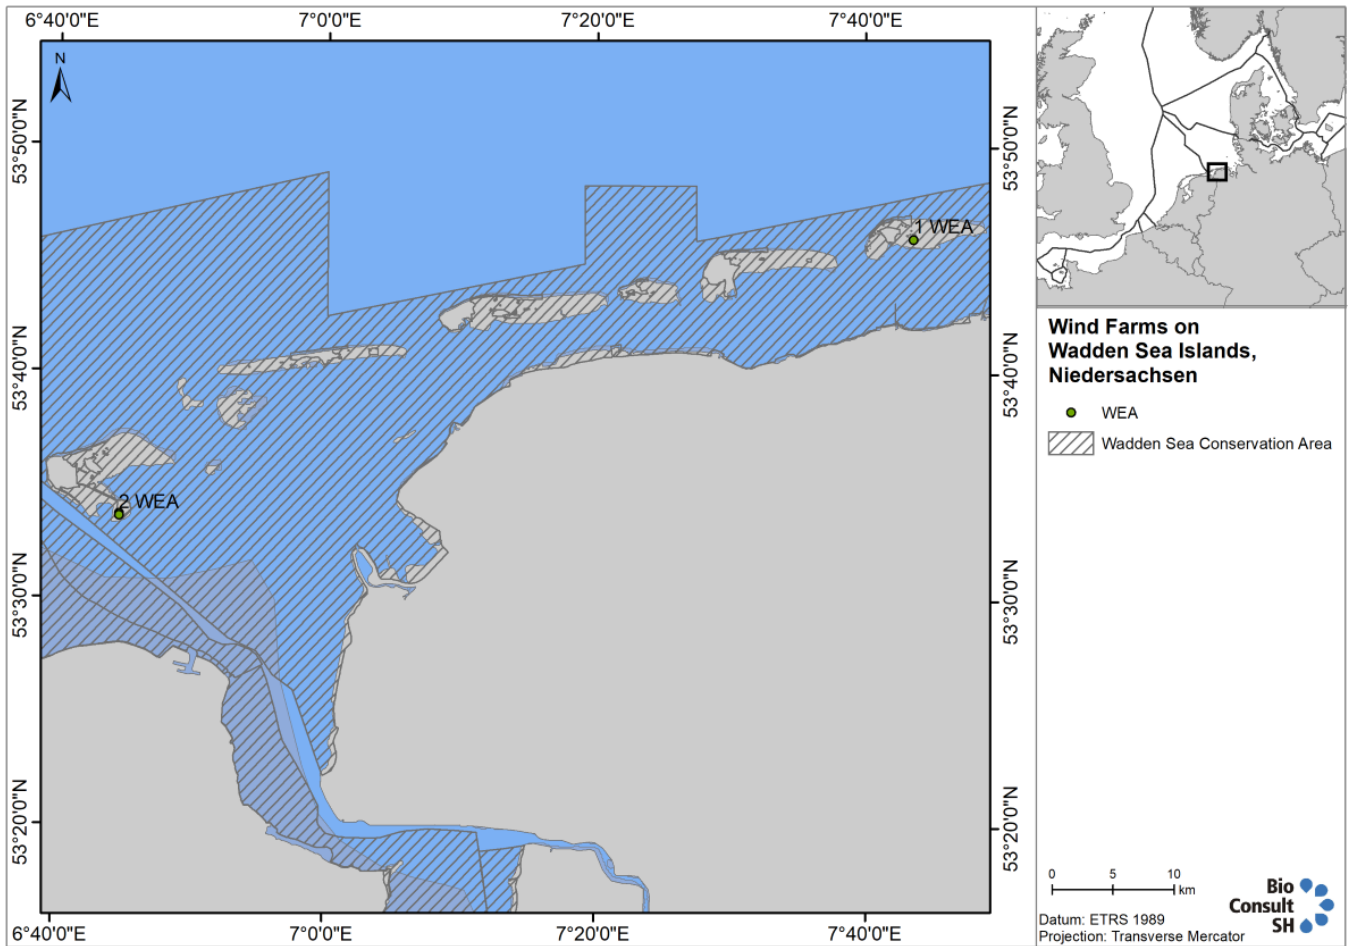 6°40'0"E 7°0'0"E 7°20'0"E 7°40'0"E
N
53°50'0"N
53°50'0"N
1 WEA
53°40'0"N
53°40'0"N
2 WEA
53°30'0"N
53°30'0"N
53°20'0"N
53°20'0"N
6°40'0"E 7°0'0"E 7°20'0"E 7°40'0"E
Wind Farms on
Wadden Sea Islands,
Niedersachsen
WEA
Wadden Sea Conservation Area
0 5 10
km
Datum: ETRS 1989
Projection: Transverse Mercator
Bio
Consult
SH